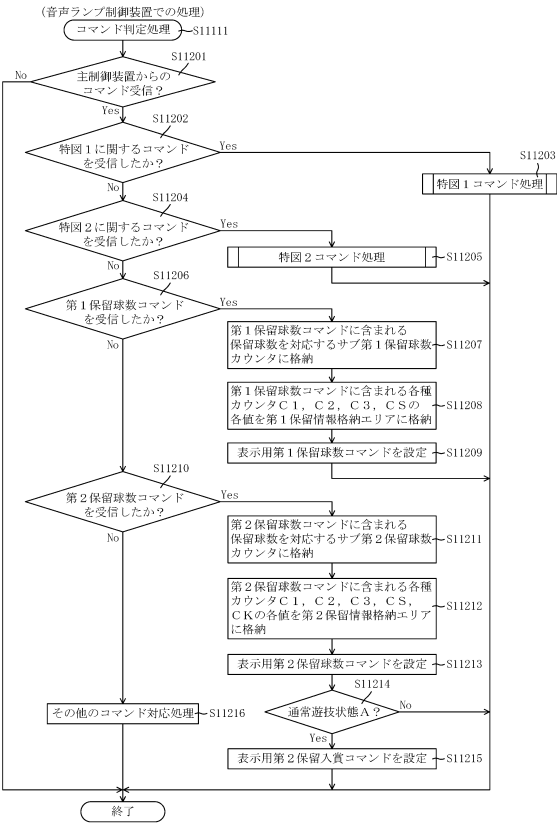 (音声ランプ制御装置での処理)
コマンド判定処理
S11111
S11201
主制御装置からの
コマンド受信?
No
Yes
S11202
特図1に関するコマンド
を受信したか?
Yes
No
S11203
特図1コマンド処理
S11204
特図2に関するコマンド
を受信したか?
Yes
No
特図2コマンド処理
S11205
S11206
第1保留球数コマンド
を受信したか?
Yes
No
第1保留球数コマンドに含まれる
保留球数を対応するサブ第1保留球数
カウンタに格納
S11207
第1保留球数コマンドに含まれる各種
カウンタC1,C2,C3,CSの
各値を第1保留情報格納エリアに格納
S11208
表示用第1保留球数コマンドを設定
S11209
S11210
第2保留球数コマンド
を受信したか?
Yes
No
第2保留球数コマンドに含まれる
保留球数を対応するサブ第2保留球数
カウンタに格納
S11211
第2保留球数コマンドに含まれる各種
カウンタC1,C2,C3,CS,
CKの各値を第2保留情報格納エリア
に格納
S11212
表示用第2保留球数コマンドを設定
S11213
S11214
通常遊技状態A?
No
Yes
その他のコマンド対応処理
S11216
表示用第2保留入賞コマンドを設定
S11215
終了